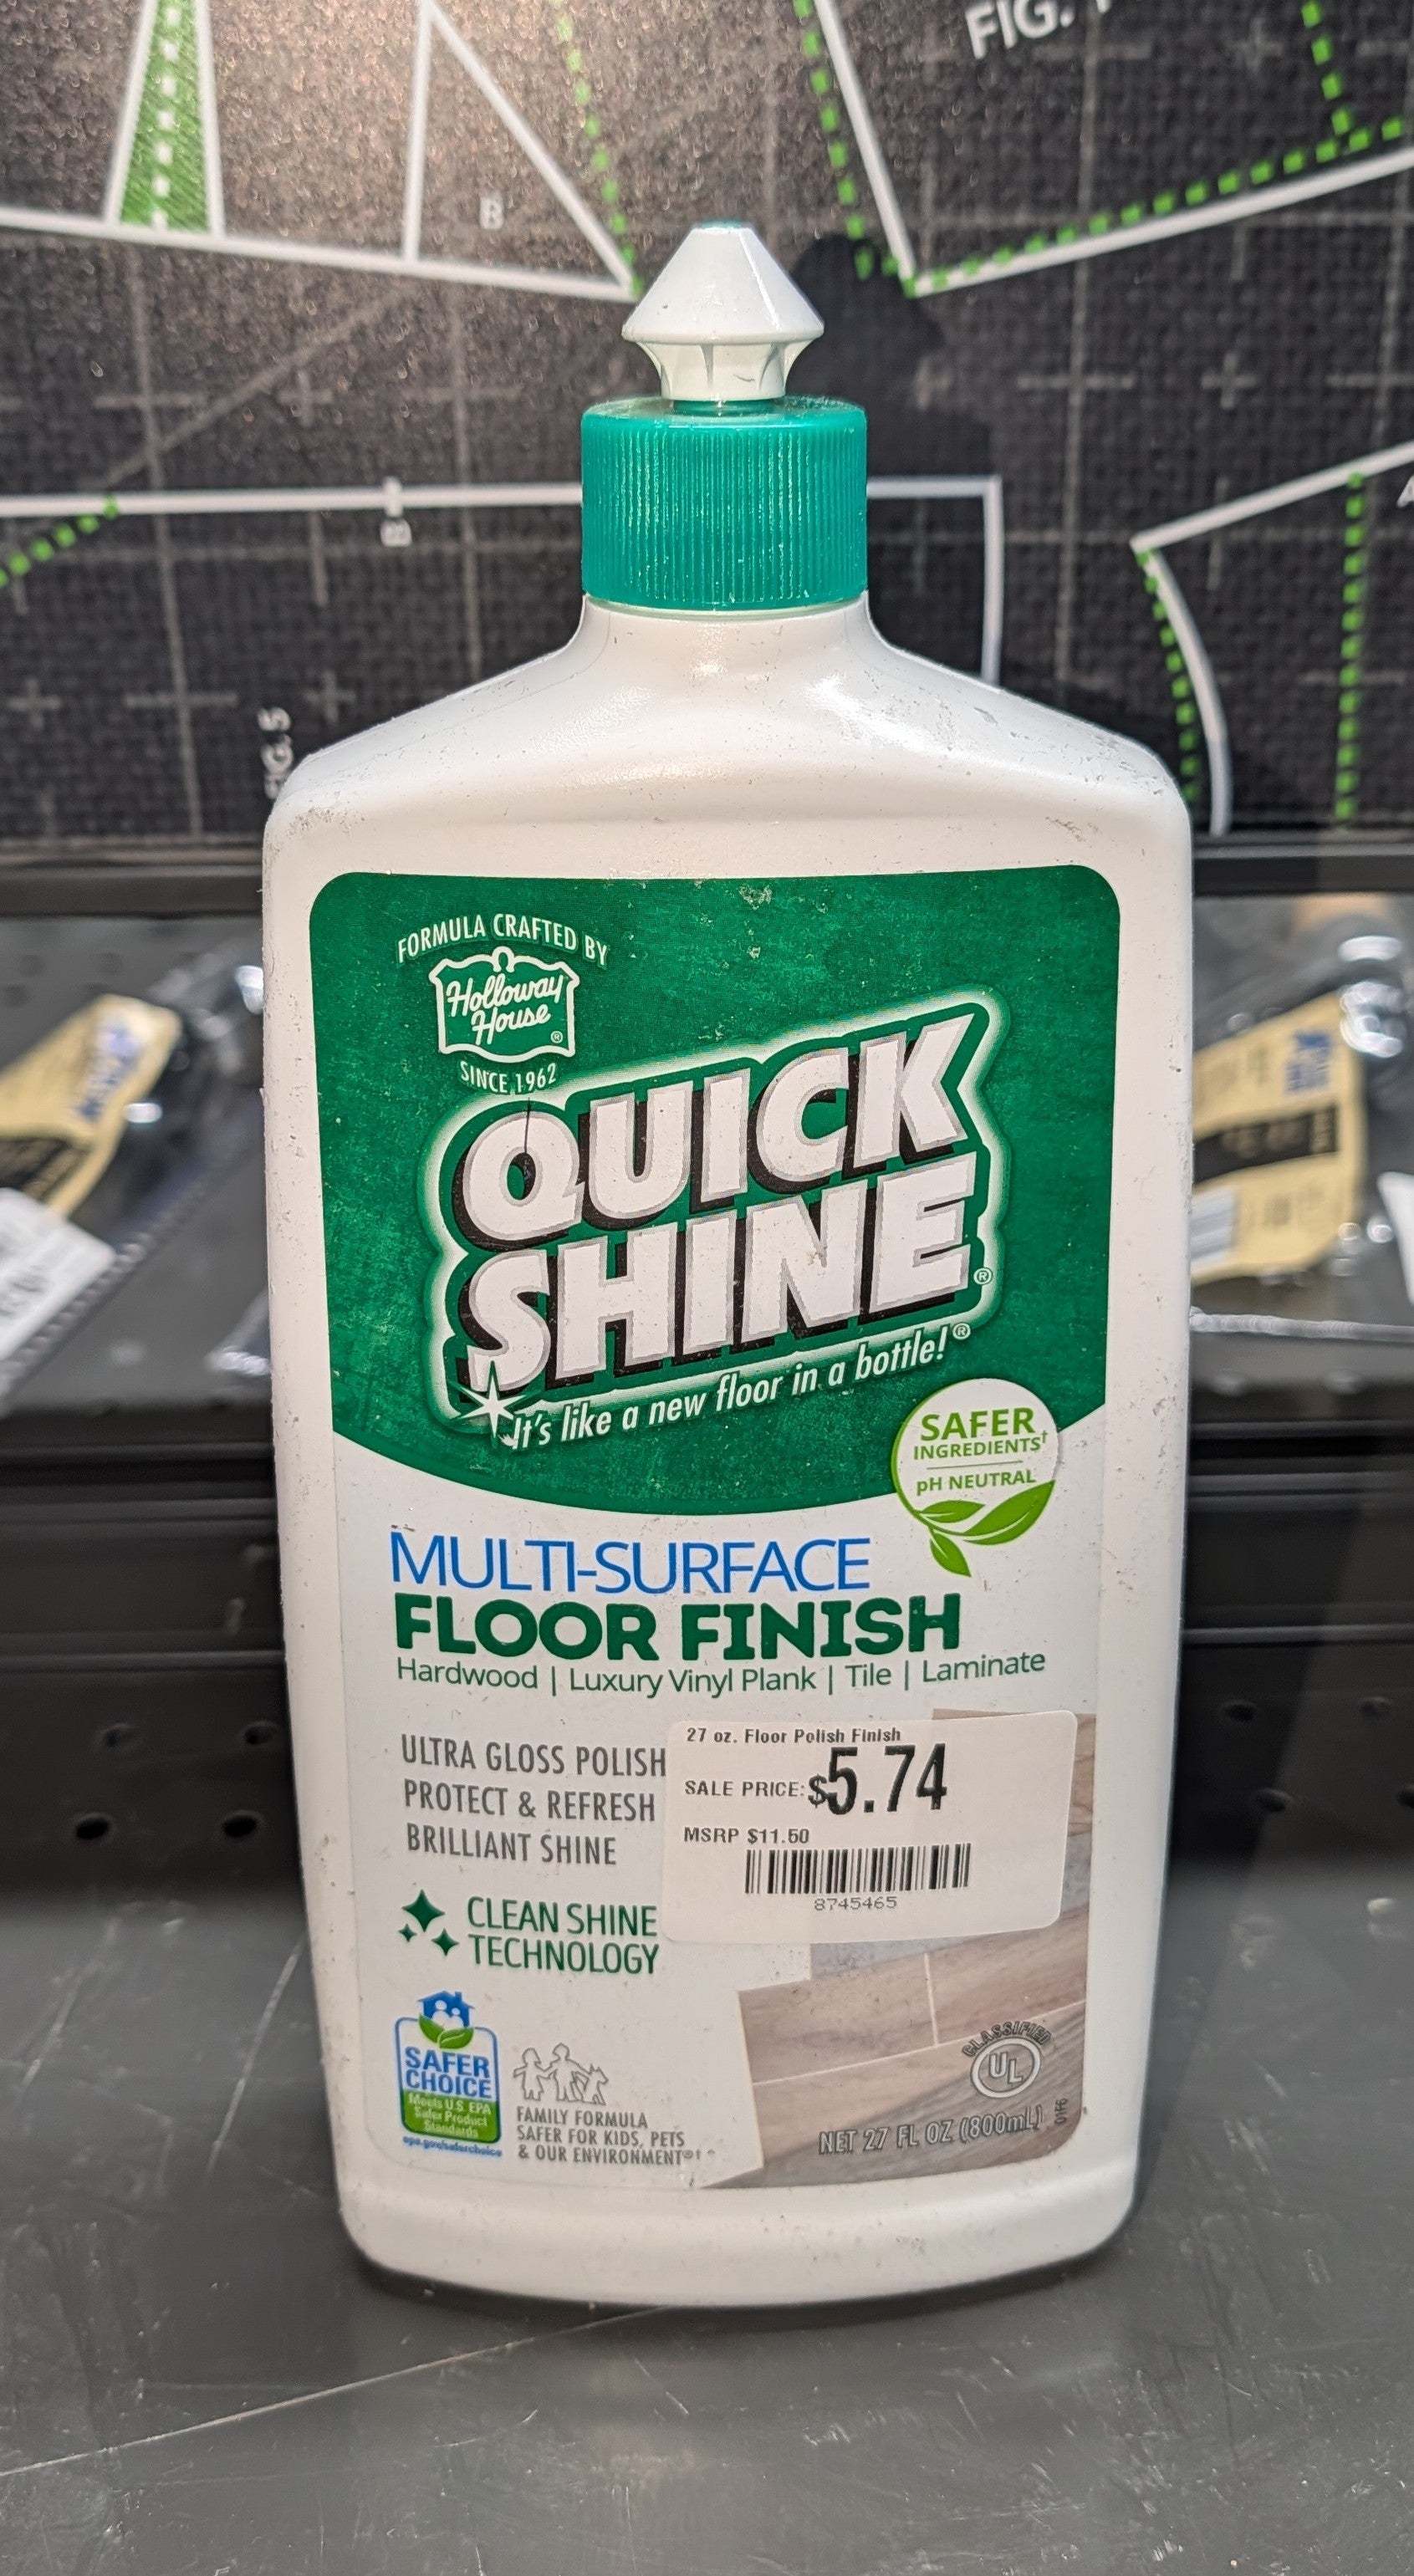 FIG.
B
B
FIG. 5
FORMULA CRAFTED BY
Holloway
House®
SINCE 1962
QUICK
SHINE®
It's like a new floor in a bottle!®
SAFER
INGREDIENTS†
pH NEUTRAL
MULTI-SURFACE
FLOOR FINISH
Hardwood | Luxury Vinyl Plank | Tile | Laminate
ULTRA GLOSS POLISH
PROTECT & REFRESH
BRILLIANT SHINE
27 oz. Floor Polish Finish
SALE PRICE: $5.74
MSRP $11.50
8745465
CLEAN SHINE
TECHNOLOGY
SAFER
CHOICE
Meets U.S. EPA
Safer Product
Standards
epa.gov/saferchoice
FAMILY FORMULA
SAFER FOR KIDS, PETS
& OUR ENVIRONMENT
CLASSIFIED
UL
NET 27 FL OZ (800mL)